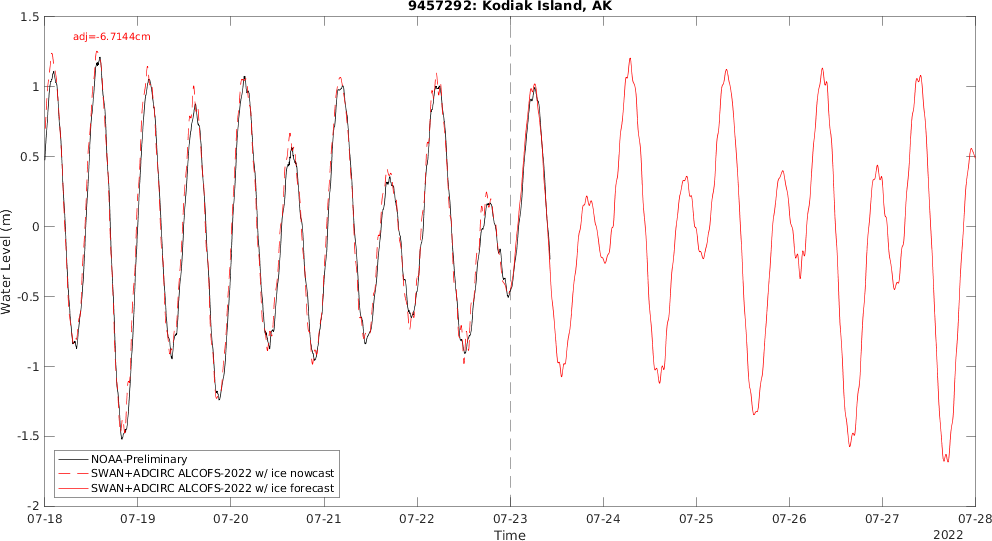 9457292: Kodiak Island, AK
adj=-6.7144cm
1.5
1
0.5
0
-0.5
-1
-1.5
-2
Water Level (m)
NOAA-Preliminary
SWAN+ADCIRC ALCOFS-2022 w/ ice nowcast
SWAN+ADCIRC ALCOFS-2022 w/ ice forecast
07-18 07-19 07-20 07-21 07-22 07-23 07-24 07-25 07-26 07-27 07-28
Time
2022